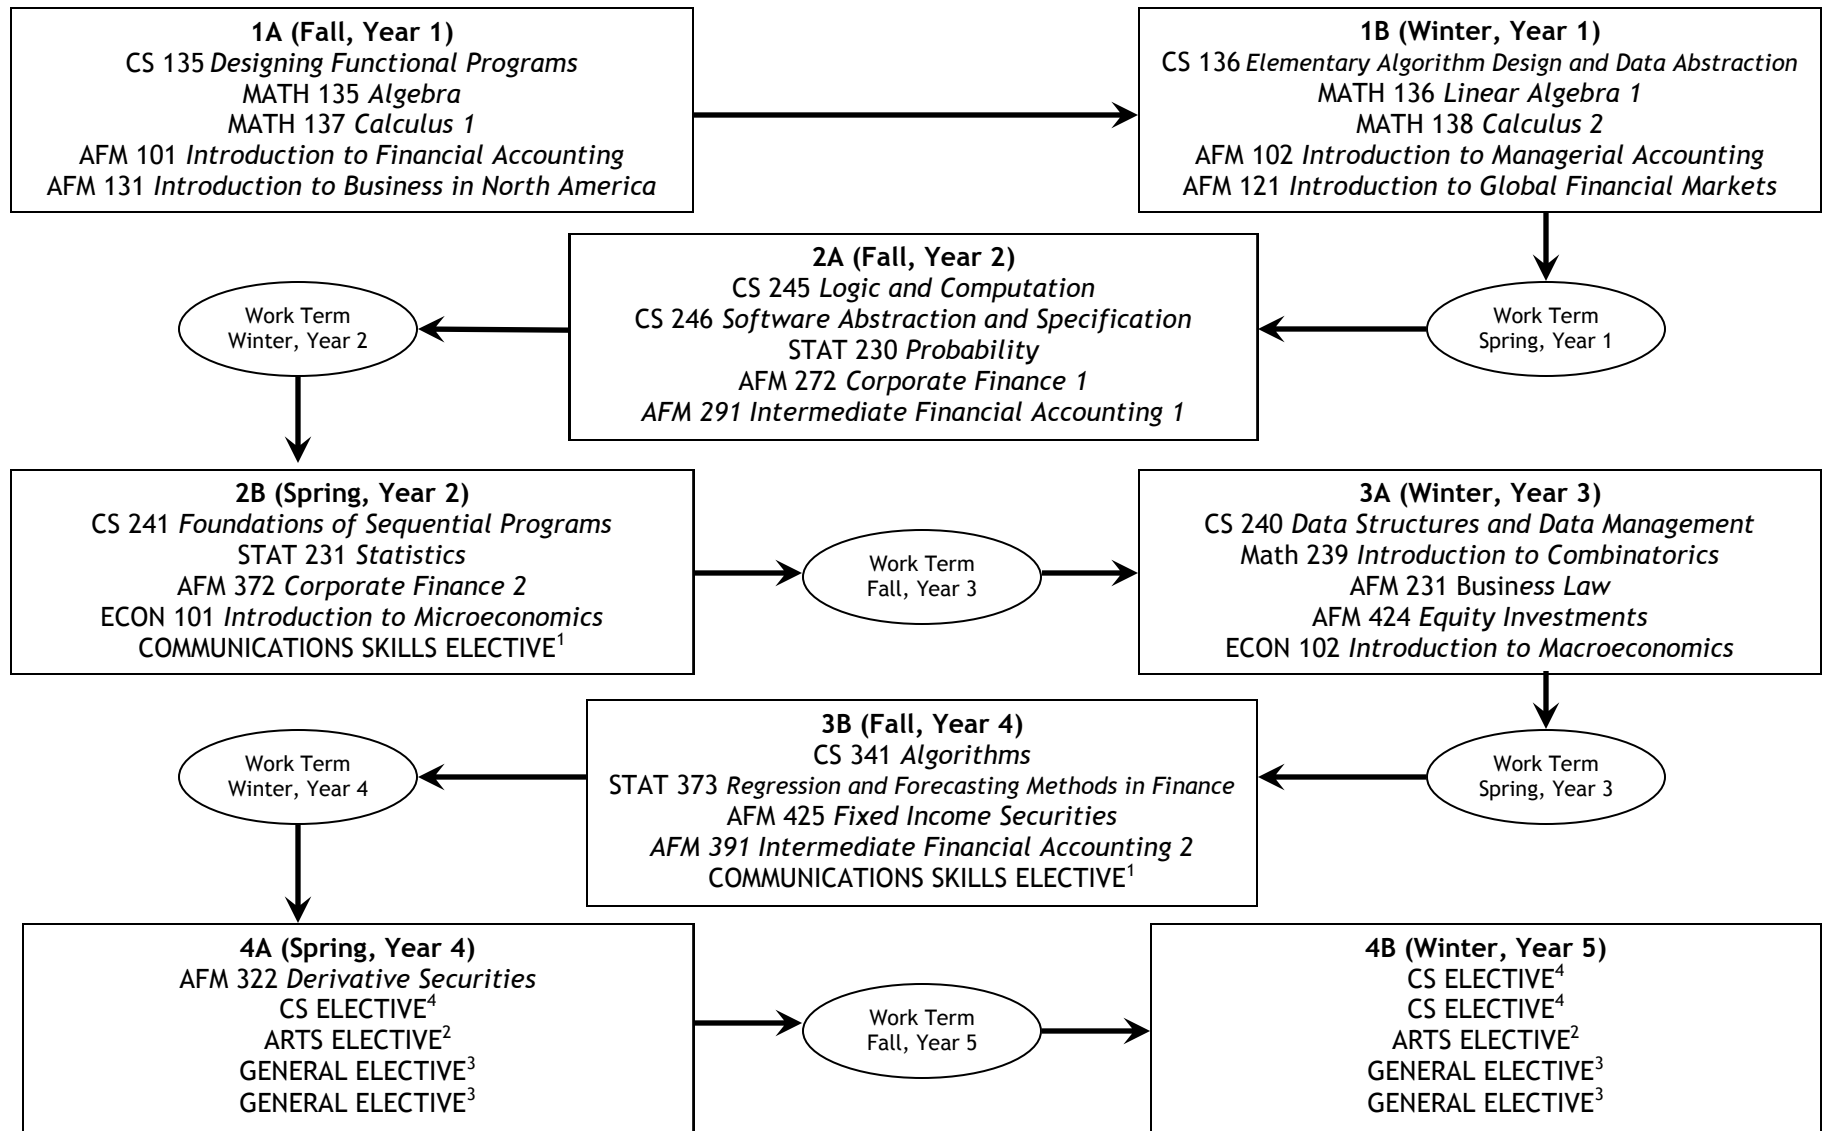 1A (Fall, Year 1)
CS 135 Designing Functional Programs
MATH 135 Algebra
MATH 137 Calculus 1
AFM 101 Introduction to Financial Accounting
AFM 131 Introduction to Business in North America
1B (Winter, Year 1)
CS 136 Elementary Algorithm Design and Data Abstraction
MATH 136 Linear Algebra 1
MATH 138 Calculus 2
AFM 102 Introduction to Managerial Accounting
AFM 121 Introduction to Global Financial Markets
Work Term
Spring, Year 1
2A (Fall, Year 2)
CS 245 Logic and Computation
CS 246 Software Abstraction and Specification
STAT 230 Probability
AFM 272 Corporate Finance 1
AFM 291 Intermediate Financial Accounting 1
Work Term
Winter, Year 2
2B (Spring, Year 2)
CS 241 Foundations of Sequential Programs
STAT 231 Statistics
AFM 372 Corporate Finance 2
ECON 101 Introduction to Microeconomics
COMMUNICATIONS SKILLS ELECTIVE¹
Work Term
Fall, Year 3
3A (Winter, Year 3)
CS 240 Data Structures and Data Management
Math 239 Introduction to Combinatorics
AFM 231 Business Law
AFM 424 Equity Investments
ECON 102 Introduction to Macroeconomics
Work Term
Spring, Year 3
3B (Fall, Year 4)
CS 341 Algorithms
STAT 373 Regression and Forecasting Methods in Finance
AFM 425 Fixed Income Securities
AFM 391 Intermediate Financial Accounting 2
COMMUNICATIONS SKILLS ELECTIVE¹
Work Term
Winter, Year 4
4A (Spring, Year 4)
AFM 322 Derivative Securities
CS ELECTIVE⁴
ARTS ELECTIVE²
GENERAL ELECTIVE³
GENERAL ELECTIVE³
Work Term
Fall, Year 5
4B (Winter, Year 5)
CS ELECTIVE⁴
CS ELECTIVE⁴
ARTS ELECTIVE²
GENERAL ELECTIVE³
GENERAL ELECTIVE³